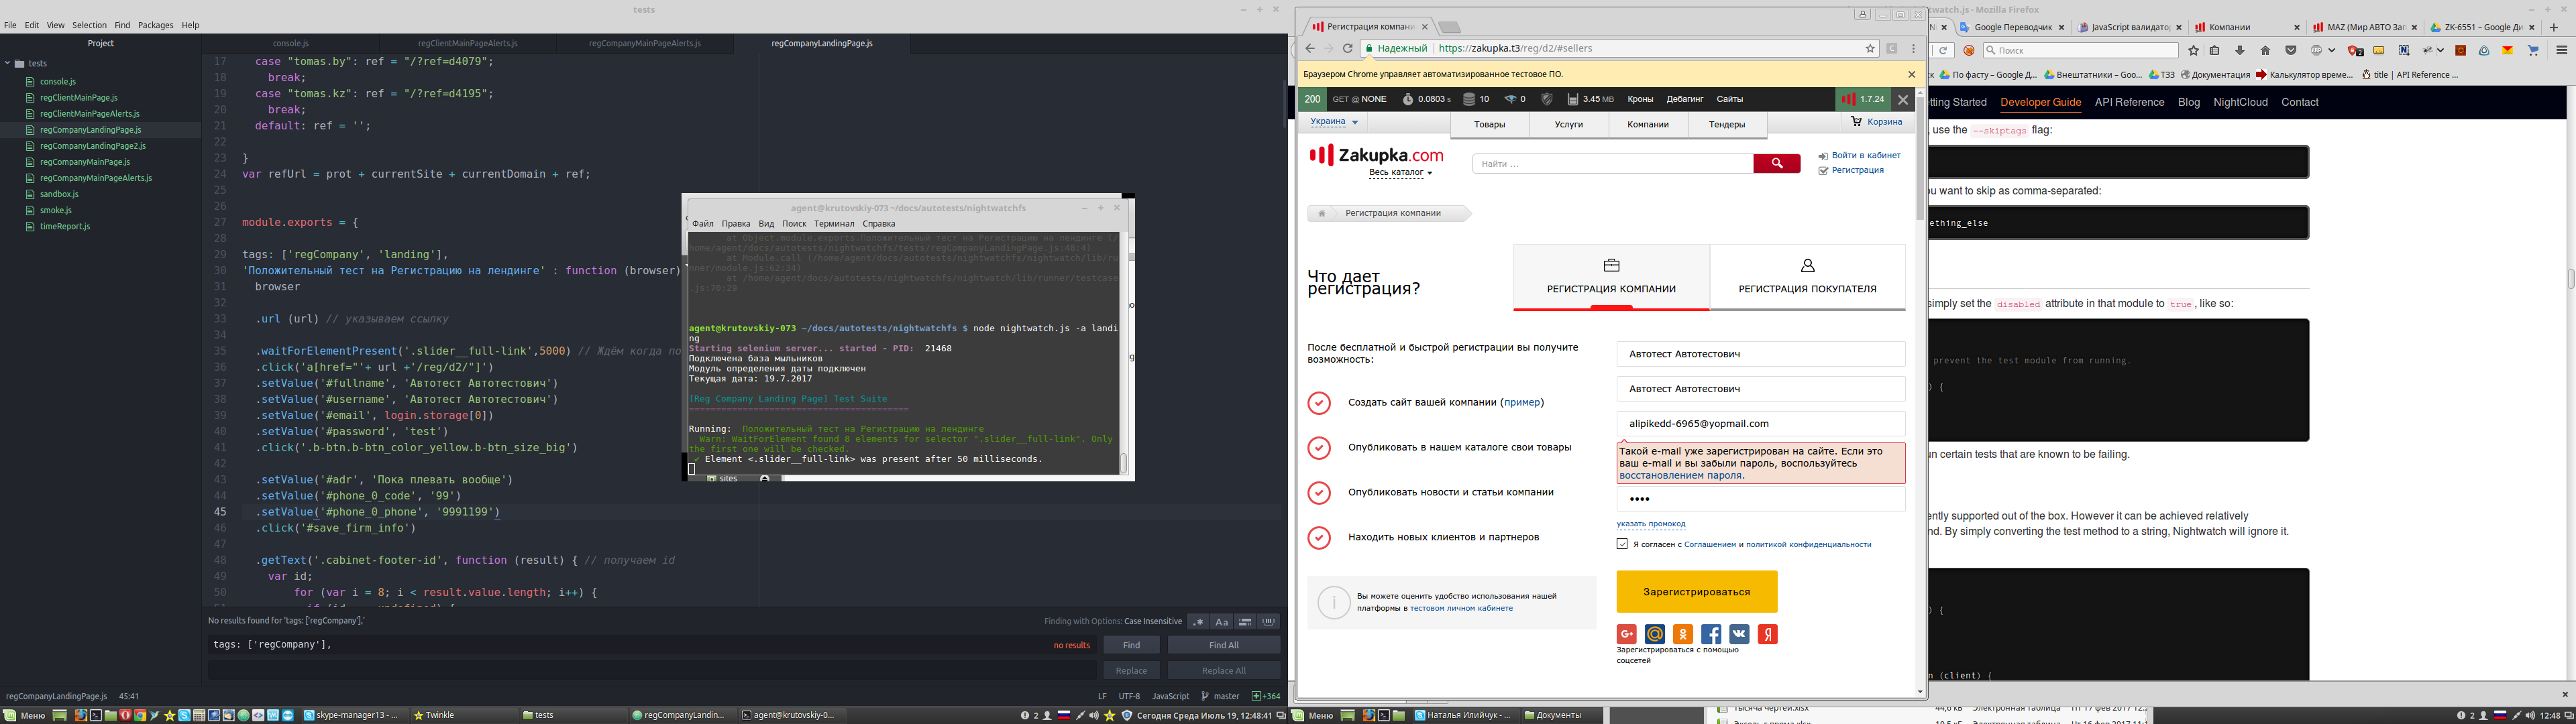 tests
File Edit View Selection Find Packages Help
Project
tests
console.js
regClientMainPage.js
regClientMainPageAlerts.js
regCompanyLandingPage.js
regCompanyLandingPage2.js
regCompanyMainPage.js
regCompanyMainPageAlerts.js
sandbox.js
smoke.js
timeReport.js
console.js regClientMainPageAlerts.js regCompanyMainPageAlerts.js regCompanyLandingPage.js
17 case "tomas.by": ref = "/?ref=d4079";
18 break;
19 case "tomas.kz": ref = "/?ref=d4195";
20 break;
21 default: ref = '';
22
23 }
24 var refUrl = prot + currentSite + currentDomain + ref;
25
26
27 module.exports = {
28
29 tags: ['regCompany', 'landing'],
30 'Положительный тест на Регистрацию на лендинге' : function (browser)
31 browser
32
33 .url (url) // указываем ссылку
34
35 .waitForElementPresent('.slider__full-link',5000) // Ждём когда по
36 .click('a[href="'+ url +'/reg/d2/"]')
37 .setValue('#fullname', 'Автотест Автотестович')
38 .setValue('#username', 'Автотест Автотестович')
39 .setValue('#email', login.storage[0])
40 .setValue('#password', 'test')
41 .click('.b-btn.b-btn_color_yellow.b-btn_size_big')
42
43 .setValue('#adr', 'Пока плевать вообще')
44 .setValue('#phone_0_code', '99')
45 .setValue('#phone_0_phone', '9991199')
46 .click('#save_firm_info')
47
48 .getText('.cabinet-footer-id', function (result) { // получаем id
49 var id;
50 for (var i = 8; i < result.value.length; i++) {
No results found for 'tags: ['regCompany'],'
Finding with Options: Case Insensitive
.* Aa
tags: ['regCompany'],
no results
Find Find All
Replace Replace All
regCompanyLandingPage.js 45:41
LF UTF-8 JavaScript master +364
agent@krutovskiy-073 ~/docs/autotests/nightwatchfs
Файл Правка Вид Поиск Терминал Справка
at Object.module.exports.Положительный тест на Регистрацию на лендинге (/
home/agent/docs/autotests/nightwatchfs/tests/regCompanyLandingPage.js:40:41)
at Module.call (/home/agent/docs/autotests/nightwatchfs/nightwatch/lib/ru
nner/module.js:62:34)
at /home/agent/docs/autotests/nightwatchfs/nightwatch/lib/runner/testcase
.js:70:29
agent@krutovskiy-073 ~/docs/autotests/nightwatchfs $ node nightwatch.js -a landi
ng
Starting selenium server... started - PID: 21468
Подключена база мыльников
Модуль определения даты подключен
Текущая дата: 19.7.2017
[Reg Company Landing Page] Test Suite
=========================================
Running: Положительный тест на Регистрацию на лендинге
Warn: WaitForElement found 8 elements for selector ".slider__full-link". Only
the first one will be checked.
✔ Element <.slider__full-link> was present after 50 milliseconds.
sites
Регистрация компани
Надежный https://zakupka.t3/reg/d2/#sellers
Браузером Chrome управляет автоматизированное тестовое ПО.
200 GET @ NONE 0.0803 s 10 0 3.45 MB Кроны Дебагинг Сайты 1.7.24
Украина Товары Услуги Компании Тендеры Корзина
Zakupka.com
Весь каталог
Найти ...
Войти в кабинет
Регистрация
Регистрация компании
Что дает
регистрация?
РЕГИСТРАЦИЯ КОМПАНИИ РЕГИСТРАЦИЯ ПОКУПАТЕЛЯ
После бесплатной и быстрой регистрации вы получите
возможность:
Создать сайт вашей компании (пример)
Опубликовать в нашем каталоге свои товары
Опубликовать новости и статьи компании
Находить новых клиентов и партнеров
Вы можете оценить удобство использования нашей
платформы в тестовом личном кабинете
Автотест Автотестович
Автотест Автотестович
alipikedd-6965@yopmail.com
Такой e-mail уже зарегистрирован на сайте. Если это
ваш e-mail и вы забыли пароль, воспользуйтесь
восстановлением пароля.
••••
указать промокод
Я согласен с Соглашением и политикой конфиденциальности
Зарегистрироваться
Зарегистрироваться с помощью
соцсетей
twatch.js - Mozilla Firefox
Google Переводчик JavaScript валидато Компании MAZ (Мир АВТО Зап ZK-6551 – Google Ди
Поиск
По фасту – Google Д... Внештатники – Goo... ТЗЗ Документация Калькулятор време... title | API Reference ...
etting Started Developer Guide API Reference Blog NightCloud Contact
, use the --skiptags flag:
ou want to skip as comma-separated:
ething_else
simply set the disabled attribute in that module to true, like so:
prevent the test module from running.
) {
un certain tests that are known to be failing.
ently supported out of the box. However it can be achieved relatively
nd. By simply converting the test method to a string, Nightwatch will ignore it.
) {
n (client) {
Меню skype-manager13 - ... Twinkle tests regCompanyLandin... agent@krutovskiy-0...
2 Сегодня Среда Июль 19, 12:48:41
Меню Наталья Илийчук - ... Документы
2 12:48